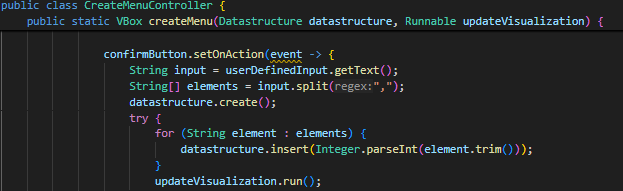 public class CreateMenuController {
public static VBox createMenu(Datastructure datastructure, Runnable updateVisualization) {
confirmButton.setOnAction(event -> {
String input = userDefinedInput.getText();
String[] elements = input.split(regex:",");
datastructure.create();
try {
for (String element : elements) {
datastructure.insert(Integer.parseInt(element.trim()));
}
updateVisualization.run();